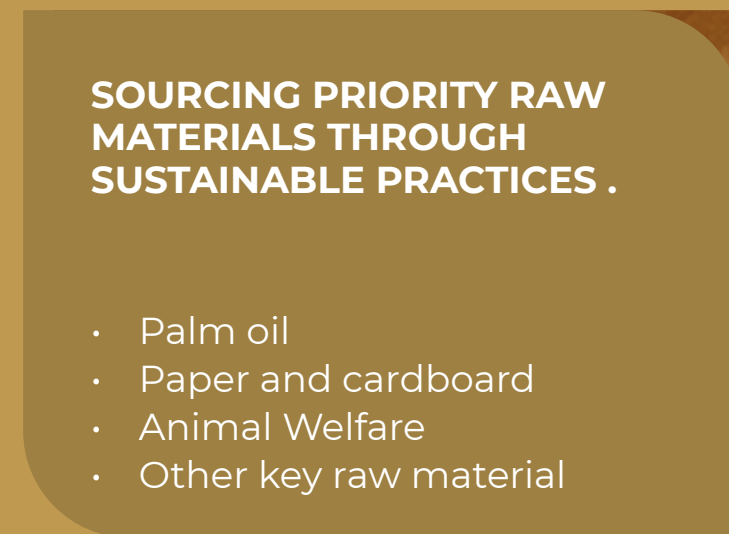 SOURCING PRIORITY RAW
MATERIALS THROUGH
SUSTAINABLE PRACTICES .
• Palm oil
• Paper and cardboard
• Animal Welfare
• Other key raw material